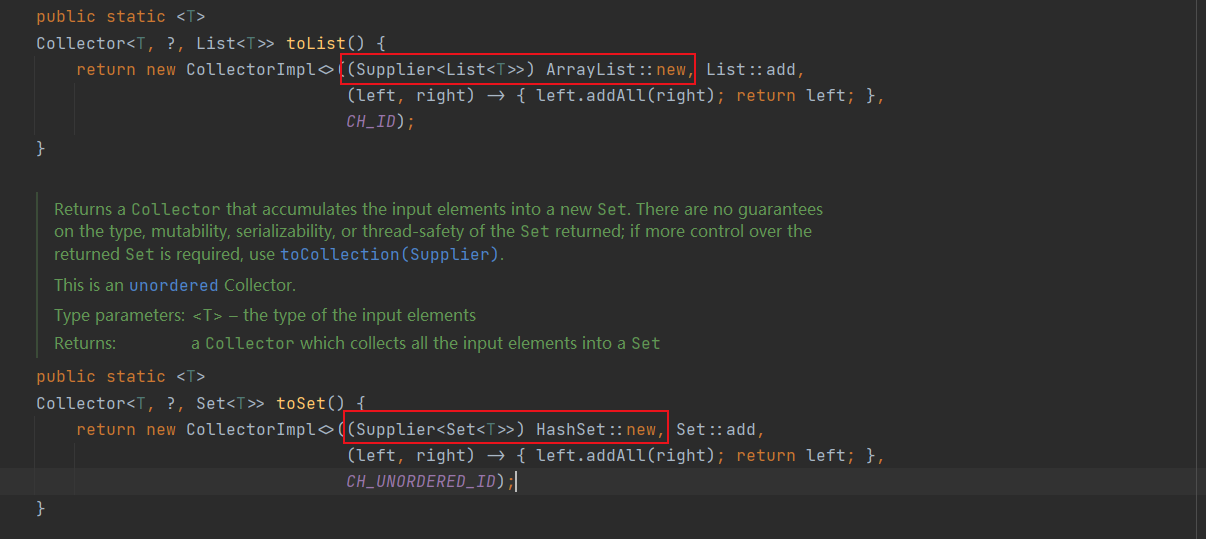 public static <T>
Collector<T, ?, List<T>> toList() {
return new CollectorImpl<>((Supplier<List<T>>) ArrayList::new, List::add,
(left, right) -> { left.addAll(right); return left; },
CH_ID);
}
Returns a Collector that accumulates the input elements into a new Set. There are no guarantees
on the type, mutability, serializability, or thread-safety of the Set returned; if more control over the
returned Set is required, use toCollection(Supplier).
This is an unordered Collector.
Type parameters: <T> – the type of the input elements
Returns: a Collector which collects all the input elements into a Set
public static <T>
Collector<T, ?, Set<T>> toSet() {
return new CollectorImpl<>((Supplier<Set<T>>) HashSet::new, Set::add,
(left, right) -> { left.addAll(right); return left; },
CH_UNORDERED_ID);
}